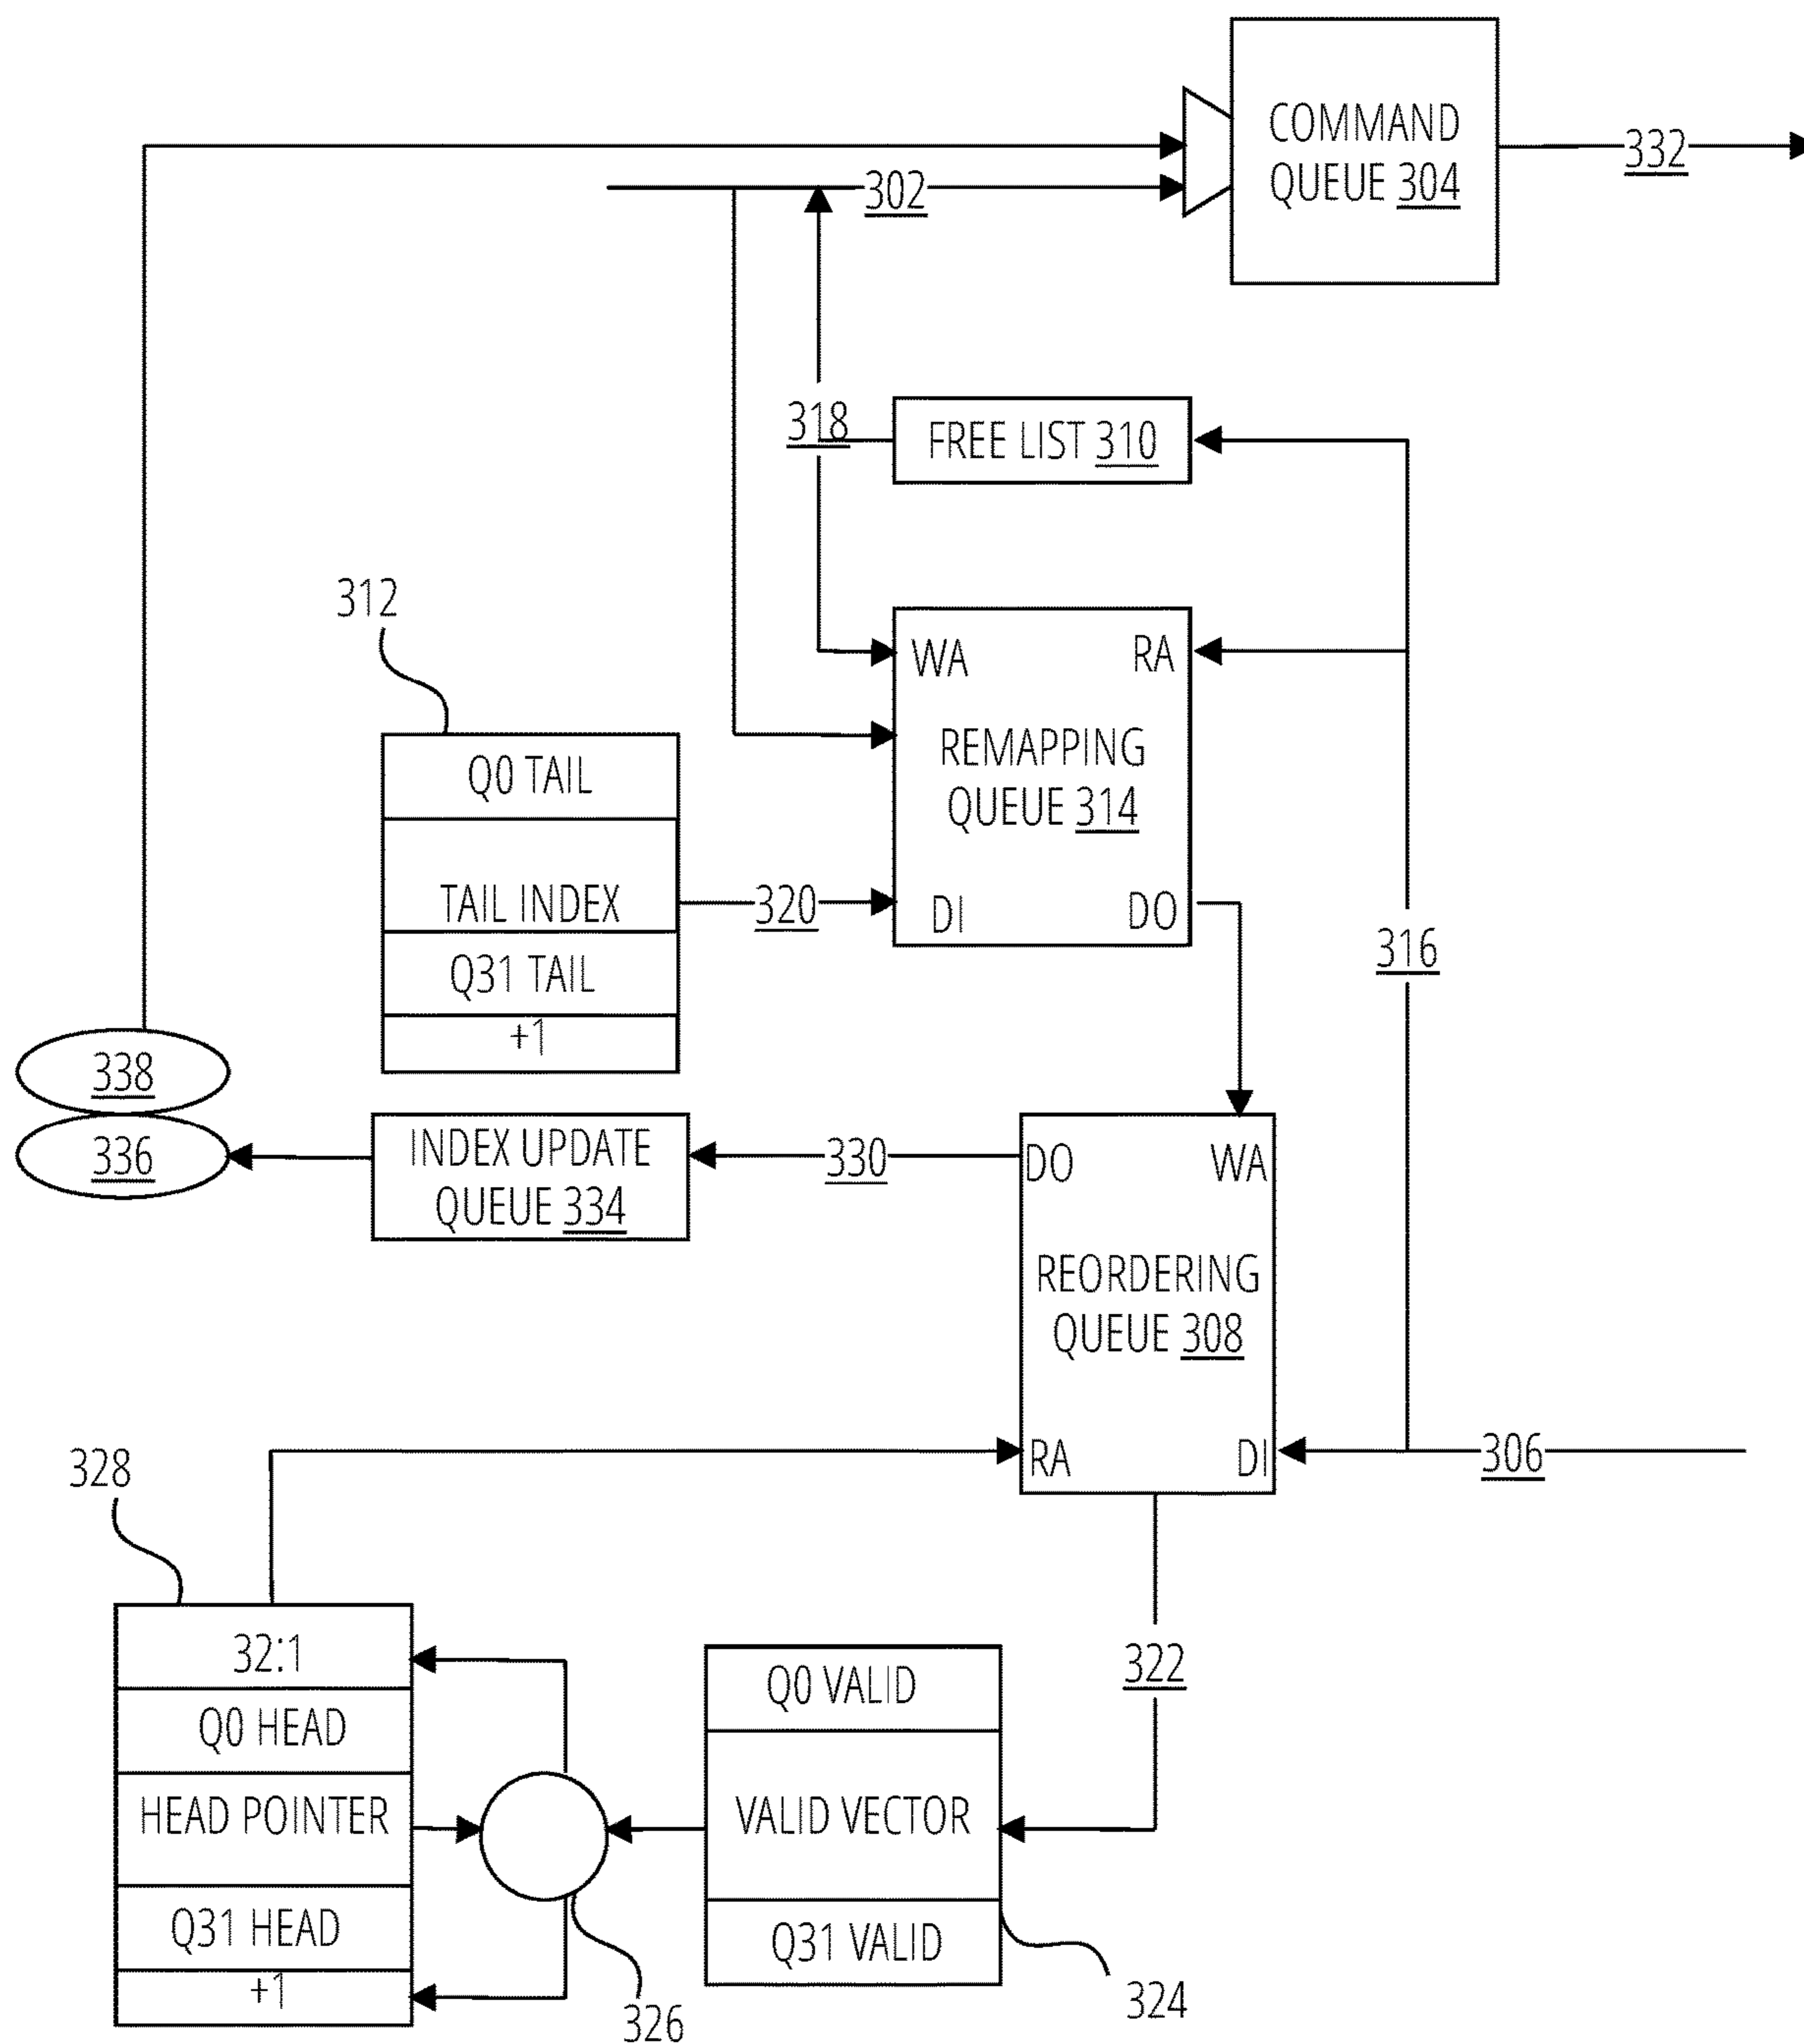 COMMAND
QUEUE 304
332
302
318
FREE LIST 310
312
WA
RA
REMAPPING
QUEUE 314
DI
DO
Q0 TAIL
TAIL INDEX
Q31 TAIL
+1
320
316
338
336
INDEX UPDATE
QUEUE 334
330
DO
WA
REORDERING
QUEUE 308
RA
DI
306
328
32:1
Q0 HEAD
HEAD POINTER
Q31 HEAD
+1
322
Q0 VALID
VALID VECTOR
Q31 VALID
326
324